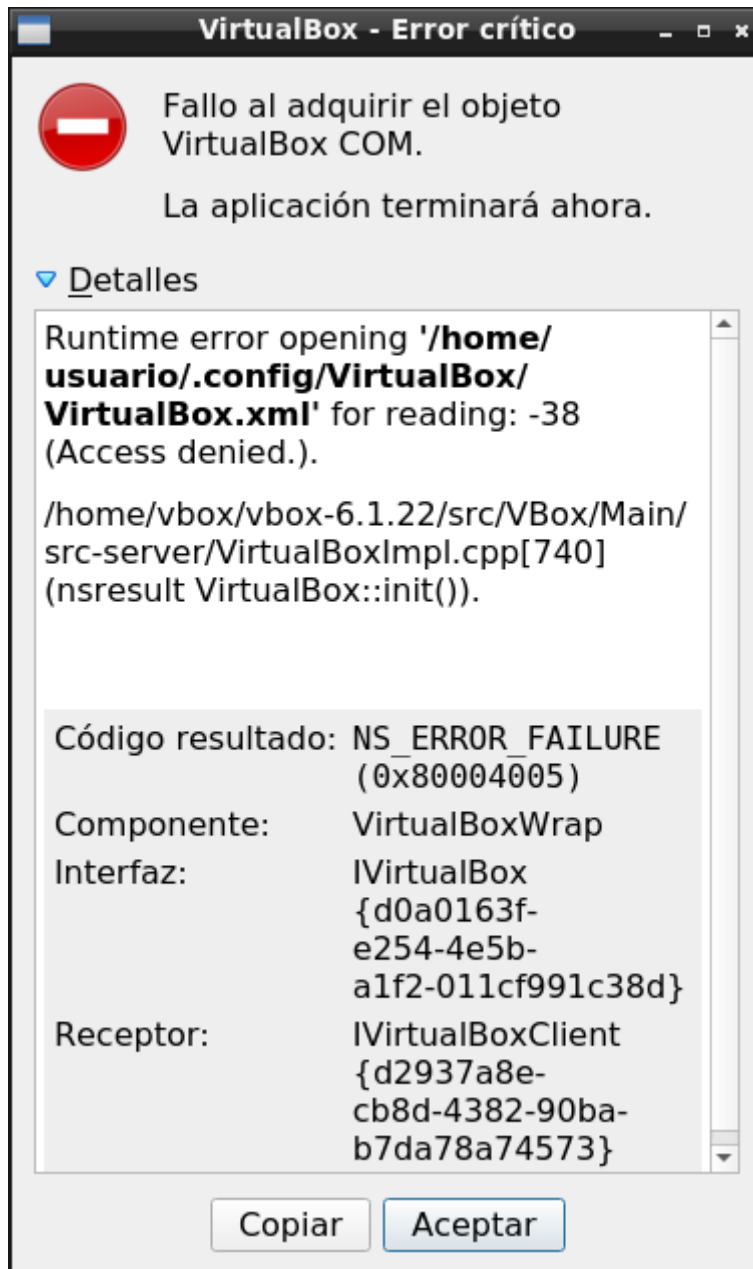 VirtualBox - Error crítico
Fallo al adquirir el objeto
VirtualBox COM.
La aplicación terminará ahora.
Detalles
Runtime error opening '/home/
usuario/.config/VirtualBox/
VirtualBox.xml' for reading: -38
(Access denied.).
/home/vbox/vbox-6.1.22/src/VBox/Main/
src-server/VirtualBoxImpl.cpp[740]
(nsresult VirtualBox::init()).
Código resultado: NS_ERROR_FAILURE
(0x80004005)
Componente: VirtualBoxWrap
Interfaz: IVirtualBox
{d0a0163f-
e254-4e5b-
a1f2-011cf991c38d}
Receptor: IVirtualBoxClient
{d2937a8e-
cb8d-4382-90ba-
b7da78a74573}
Copiar Aceptar